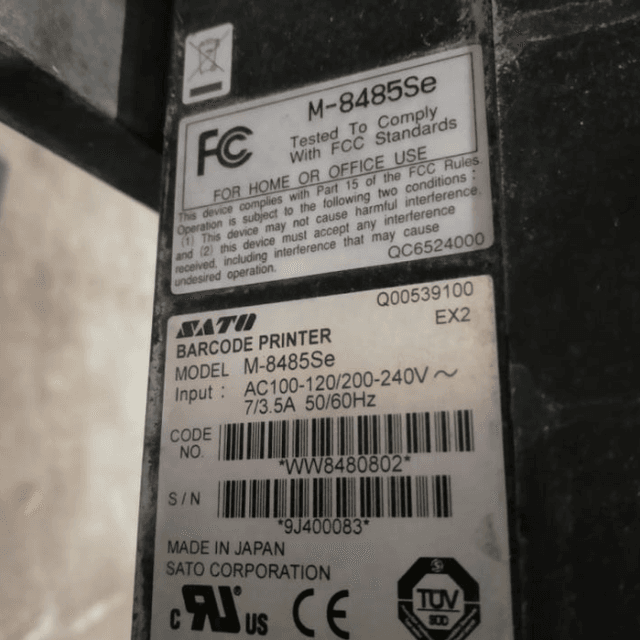 M-8485Se
FC
Tested To Comply
With FCC Standards
FOR HOME OR OFFICE USE
This device complies with Part 15 of the FCC Rules.
Operation is subject to the following two conditions :
(1) This device may not cause harmful interference,
and (2) this device must accept any interference
received, including interference that may cause
undesired operation.
QC6524000
Q00539100
EX2
SATO
BARCODE PRINTER
MODEL M-8485Se
Input : AC100-120/200-240V～
7/3.5A 50/60Hz
CODE
NO.
*WW8480802*
S/N
*9J400083*
MADE IN JAPAN
SATO CORPORATION
c RU US CE
TUV